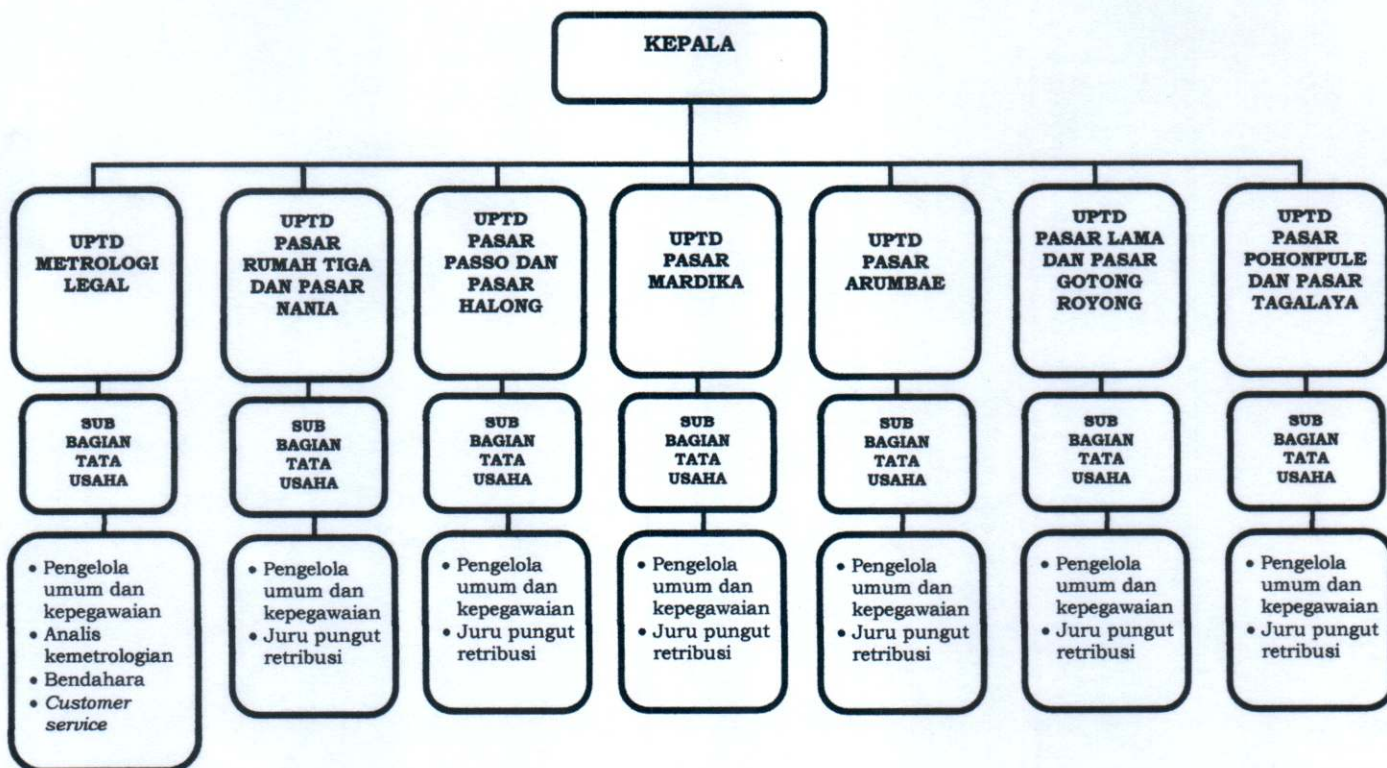 KEPALA
UPTD
METROLOGI
LEGAL
UPTD
PASAR
RUMAH TIGA
DAN PASAR
NANIA
UPTD
PASAR
PASSO DAN
PASAR
HALONG
UPTD
PASAR
MARDIKA
UPTD
PASAR
ARUMBAE
UPTD
PASAR LAMA
DAN PASAR
GOTONG
ROYONG
UPTD
PASAR
POHONPULE
DAN PASAR
TAGALAYA
SUB
BAGIAN
TATA
USAHA
SUB
BAGIAN
TATA
USAHA
SUB
BAGIAN
TATA
USAHA
SUB
BAGIAN
TATA
USAHA
SUB
BAGIAN
TATA
USAHA
SUB
BAGIAN
TATA
USAHA
SUB
BAGIAN
TATA
USAHA
• Pengelola
umum dan
kepegawaian
• Analis
kemetrologian
• Bendahara
• Customer
service
• Pengelola
umum dan
kepegawaian
• Juru pungut
retribusi
• Pengelola
umum dan
kepegawaian
• Juru pungut
retribusi
• Pengelola
umum dan
kepegawaian
• Juru pungut
retribusi
• Pengelola
umum dan
kepegawaian
• Juru pungut
retribusi
• Pengelola
umum dan
kepegawaian
• Juru pungut
retribusi
• Pengelola
umum dan
kepegawaian
• Juru pungut
retribusi